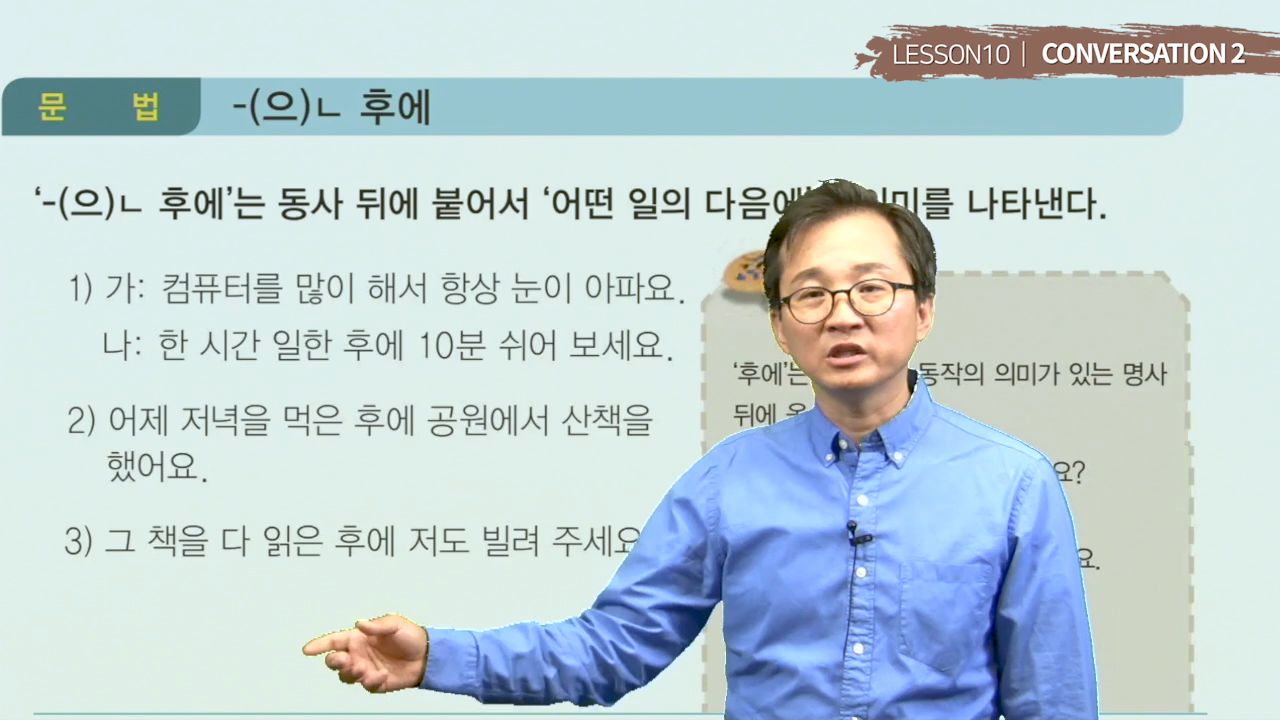 LESSON10 | CONVERSATION 2
문 법 -(으)ㄴ 후에
‘-(으)ㄴ 후에’는 동사 뒤에 붙어서 ‘어떤 일의 다음에’ 의미를 나타낸다.
1) 가: 컴퓨터를 많이 해서 항상 눈이 아파요.
나: 한 시간 일한 후에 10분 쉬어 보세요.
2) 어제 저녁을 먹은 후에 공원에서 산책을
했어요.
3) 그 책을 다 읽은 후에 저도 빌려 주세요
‘후에’는 동작의 의미가 있는 명사
뒤에
요?
요.